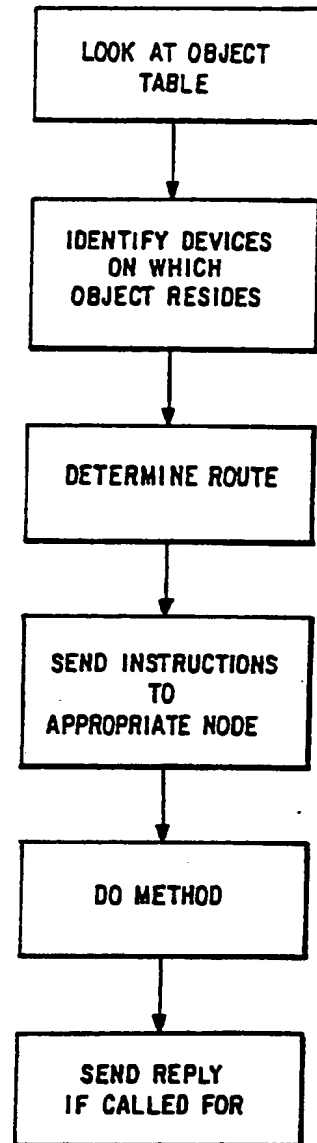 LOOK AT OBJECT
TABLE
IDENTIFY DEVICES
ON WHICH
OBJECT RESIDES
DETERMINE ROUTE
SEND INSTRUCTIONS
TO
APPROPRIATE NODE
DO METHOD
SEND REPLY
IF CALLED FOR